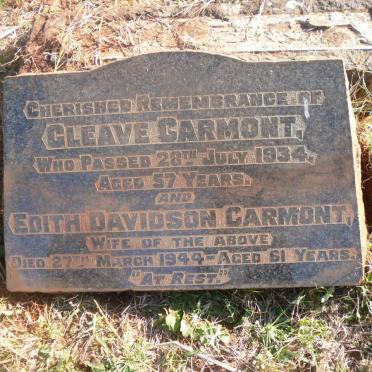 CHERISHED REMEMBRANCE OF
CLEAVE CARMONT,
WHO PASSED 28TH JULY 1934,
AGED 57 YEARS.
AND
EDITH DAVIDSON CARMONT,
WIFE OF THE ABOVE
DIED 27TH MARCH 1944 - AGED 61 YEARS.
"AT REST."